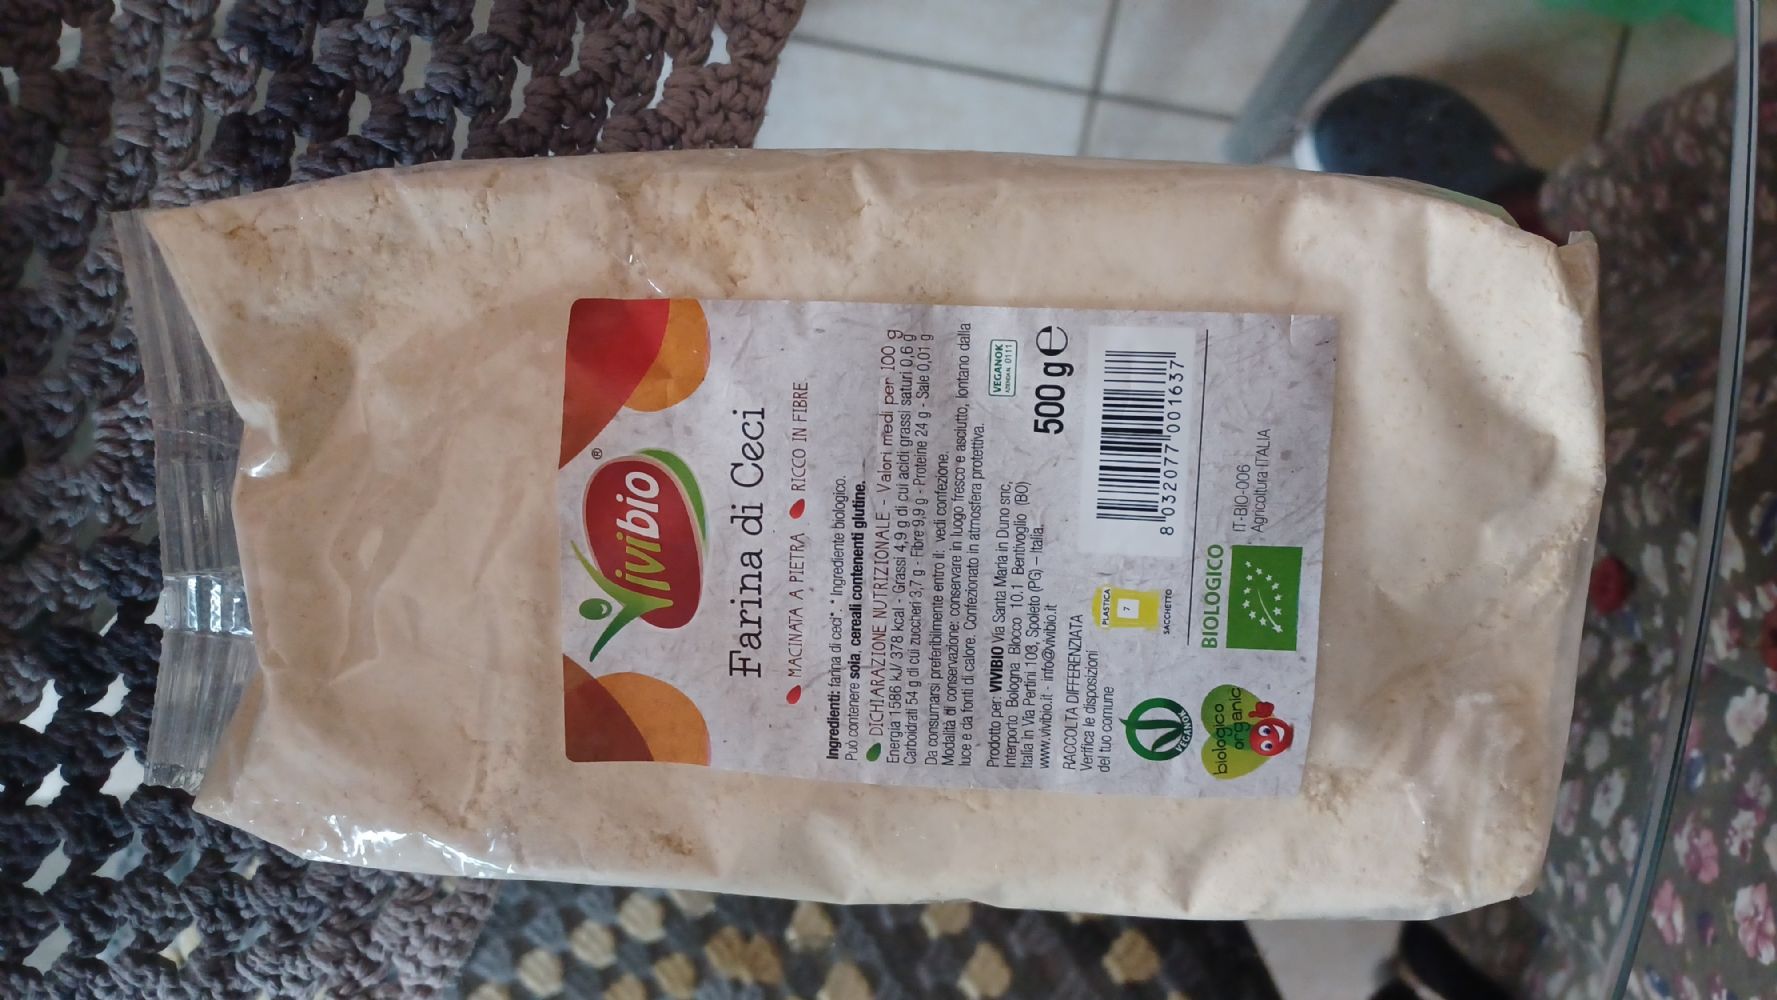 Vivibio®
Farina di Ceci
MACINATA A PIETRA RICCO IN FIBRE
Ingredienti: farina di ceci*. * Ingrediente biologico.
Può contenere soia, cereali contenenti glutine.
DICHIARAZIONE NUTRIZIONALE - Valori medi per 100 g
Energia 1586 kJ/ 378 kcal - Grassi 4,9 g di cui acidi grassi saturi 0,6 g
Carboidrati 54 g di cui zuccheri 3,7 g - Fibre 9,9 g - Proteine 24 g - Sale 0,01 g
Da consumarsi preferibilmente entro il: vedi confezione.
Modalità di conservazione: conservare in luogo fresco e asciutto, lontano dalla
luce e da fonti di calore. Confezionato in atmosfera protettiva.
Prodotto per: VIVIBIO Via Santa Maria in Duno snc,
Interporto Bologna Blocco 10.1 Bentivoglio (BO)
Italia in Via Pertini 103, Spoleto (PG) – Italia.
www.vivibio.it - info@vivibio.it
VEGANOK
0111
500 g e
RACCOLTA DIFFERENZIATA
Verifica le disposizioni
del tuo comune
PLASTICA
7
SACCHETTO
8 032077 001637
VEGANOK
biologico
organic
BIOLOGICO
IT-BIO-006
Agricoltura ITALIA